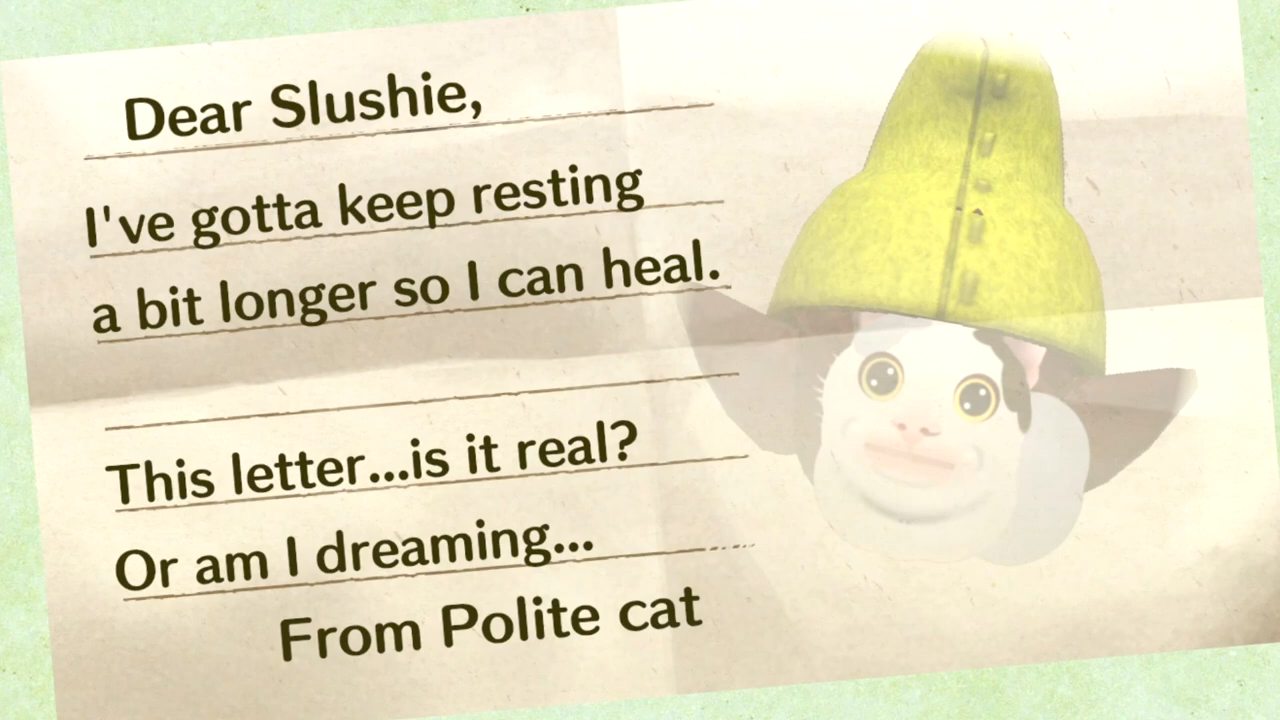 Dear Slushie,
I've gotta keep resting
a bit longer so I can heal.
This letter...is it real?
Or am I dreaming...
From Polite cat